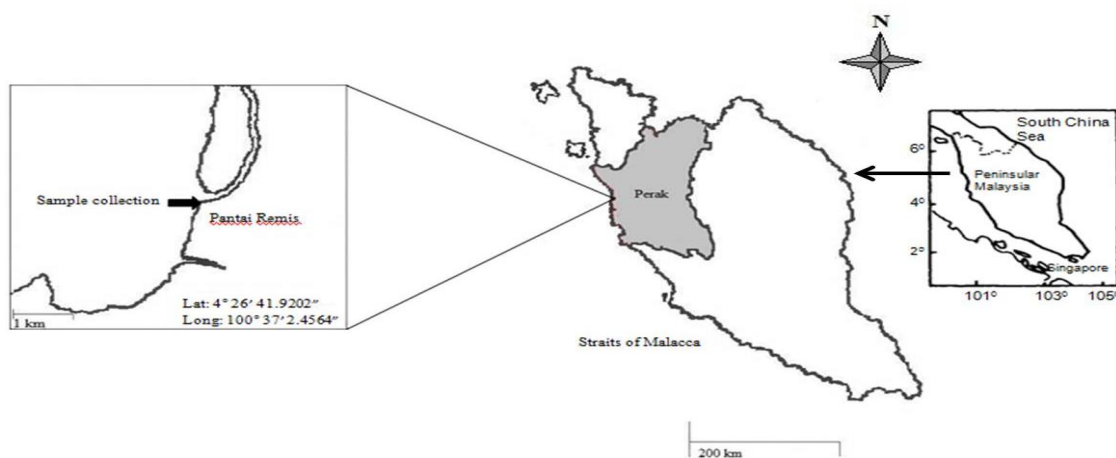 N
Sample collection
Pantai Remis
Lat: 4° 26' 41.9202"
Long: 100° 37' 2.4564"
1 km
Perak
Straits of Malacca
200 km
South China
Sea
6°
Peninsular
Malaysia
4°
2°
Singapore
101°
103°
105°